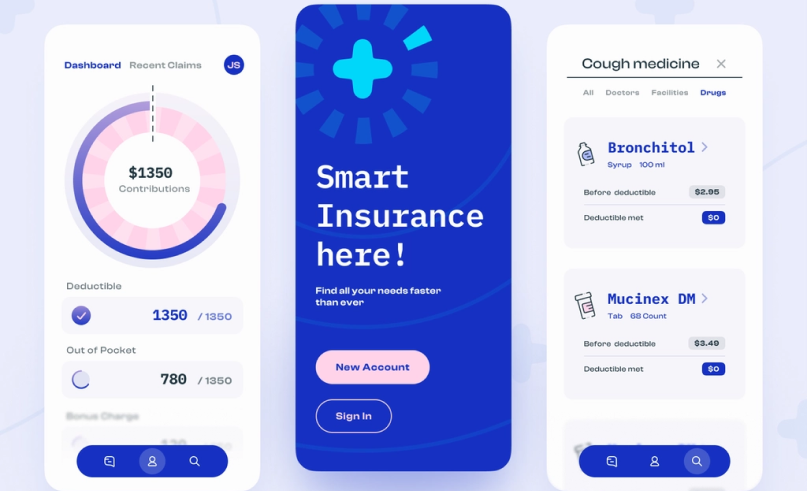 Dashboard Recent Claims JS
$1350
Contributions
Deductible
1350 / 1350
Out of Pocket
780 / 1350
Bonus Charge
Smart
Insurance
here!
Find all your needs faster
than ever
New Account
Sign In
Cough medicine
All Doctors Facilities Drugs
Bronchitol
Syrup 100 ml
Before deductible $2.95
Deductible met $0
Mucinex DM
Tab 68 Count
Before deductible $3.49
Deductible met $0